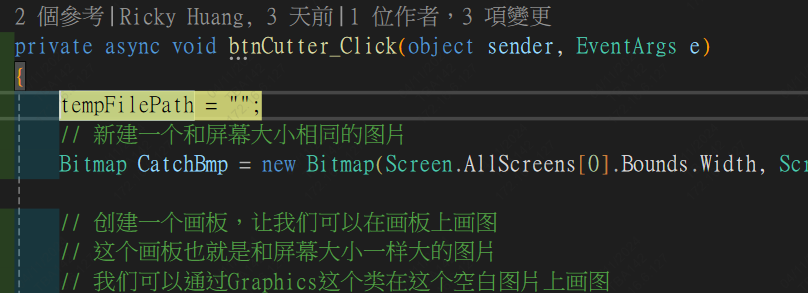 2 個參考|Ricky Huang, 3 天前|1 位作者，3 項變更
private async void btnCutter_Click(object sender, EventArgs e)
{
tempFilePath = "";
// 新建一个和屏幕大小相同的图片
Bitmap CatchBmp = new Bitmap(Screen.AllScreens[0].Bounds.Width, Scr
// 创建一个画板，让我们可以在画板上画图
// 这个画板也就是和屏幕大小一样大的图片
// 我们可以通过Graphics这个类在这个空白图片上画图